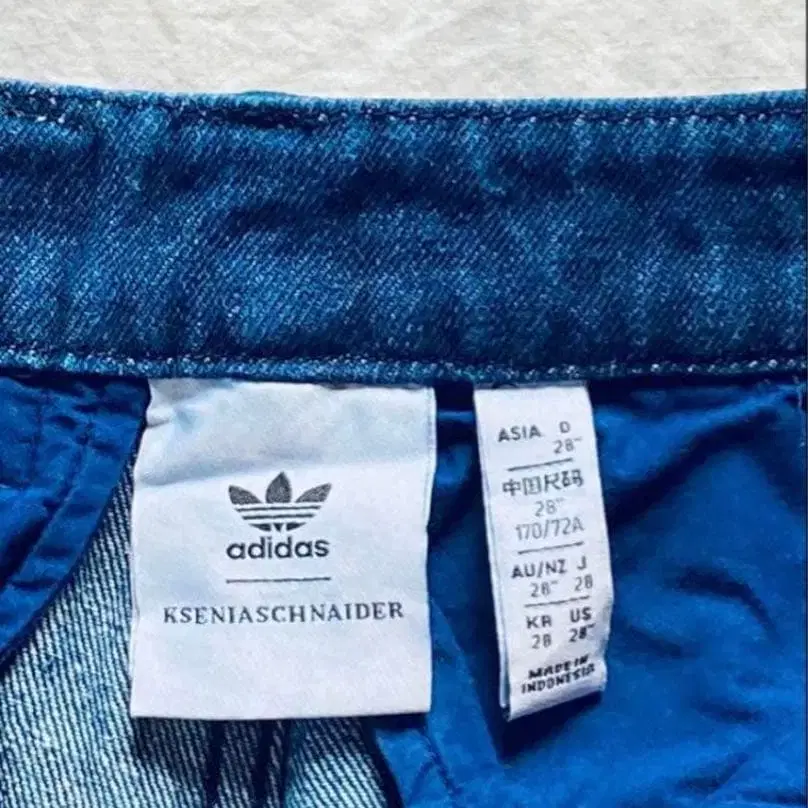 adidas
KSENIASCHNAIDER
ASIA D
28"
中国尺码
28"
170/72A
AU/NZ J
28" 28
KR US
28 28"
MADE IN
INDONESIA